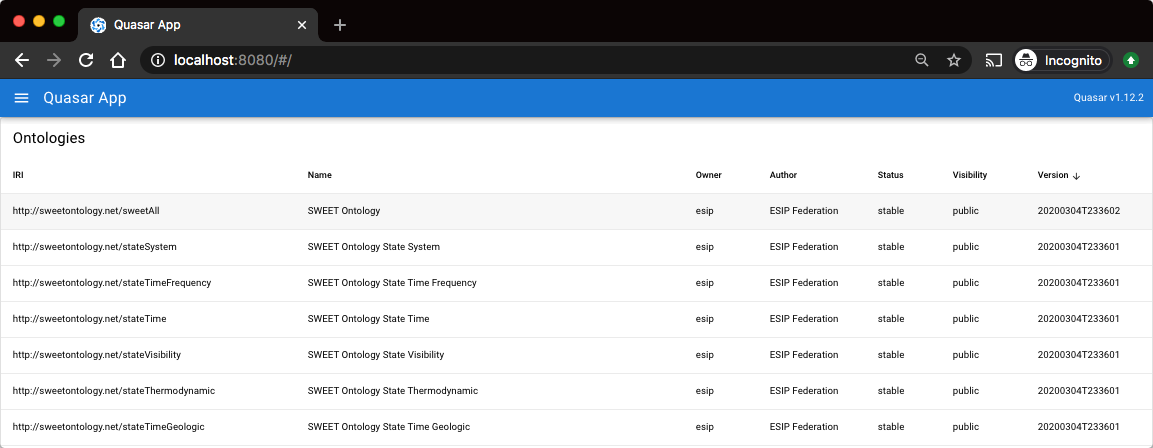 Quasar App
localhost:8080/#/ Incognito
Quasar App Quasar v1.12.2
Ontologies
IRI Name Owner Author Status Visibility Version
http://sweetontology.net/sweetAll SWEET Ontology esip ESIP Federation stable public 20200304T233602
http://sweetontology.net/stateSystem SWEET Ontology State System esip ESIP Federation stable public 20200304T233601
http://sweetontology.net/stateTimeFrequency SWEET Ontology State Time Frequency esip ESIP Federation stable public 20200304T233601
http://sweetontology.net/stateTime SWEET Ontology State Time esip ESIP Federation stable public 20200304T233601
http://sweetontology.net/stateVisibility SWEET Ontology State Visibility esip ESIP Federation stable public 20200304T233601
http://sweetontology.net/stateThermodynamic SWEET Ontology State Thermodynamic esip ESIP Federation stable public 20200304T233601
http://sweetontology.net/stateTimeGeologic SWEET Ontology State Time Geologic esip ESIP Federation stable public 20200304T233601